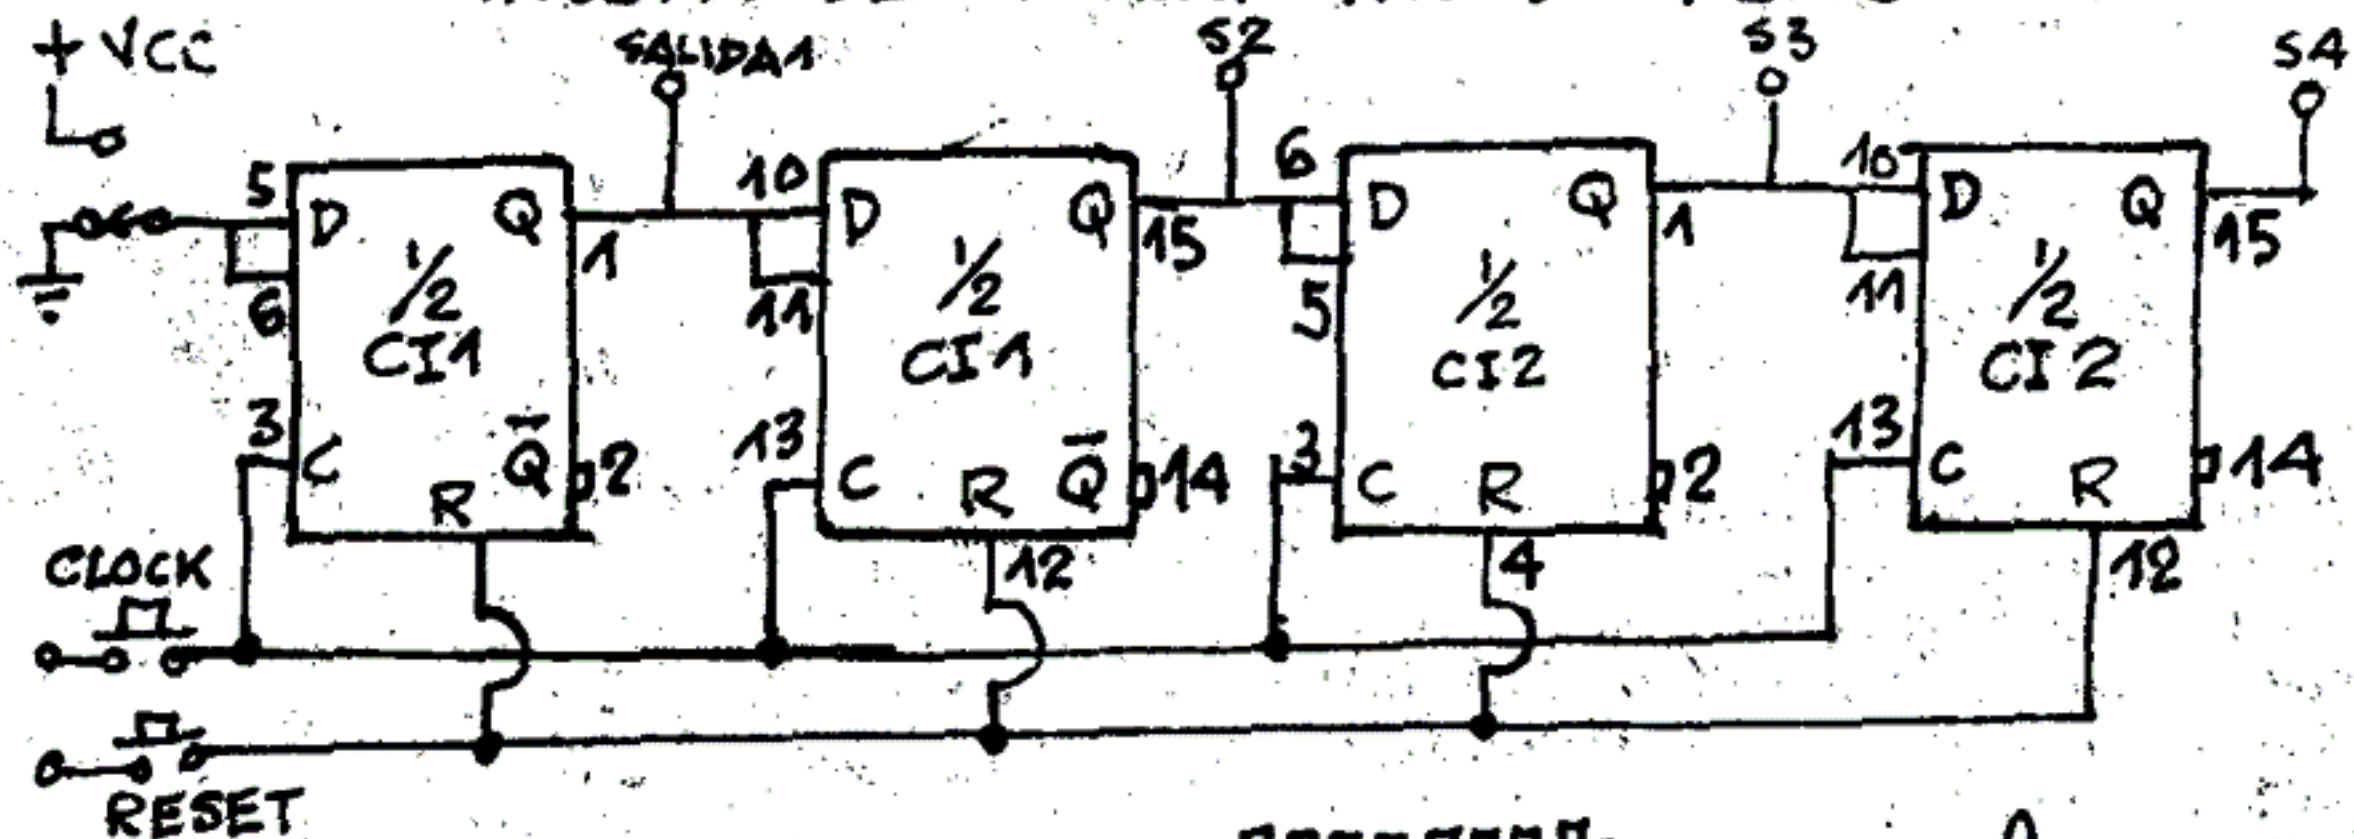 + VCC SALIDA1 S2 S3 S4
5 D Q 1 10 D Q 15 6 D Q 1 10 D Q 15
6 1/2 CI1 11 1/2 CI1 5 1/2 CI2 11 1/2 CI2
3 C R Q̅ 2 13 C R Q̅ 14 3 C R 2 13 C R 14
CLOCK 12 4 12
RESET